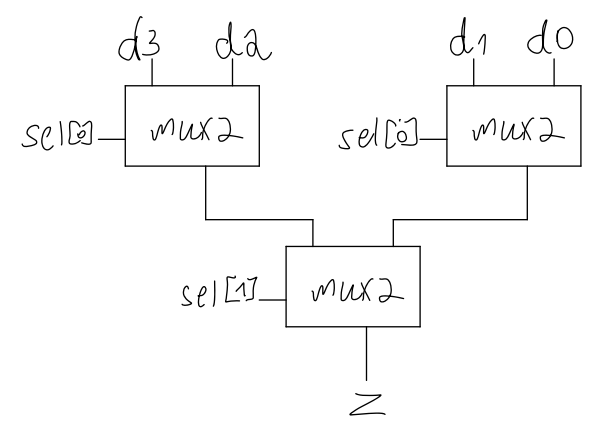 d3 d2 d1 d0
sel[0] mux2 sel[0] mux2
sel[1] mux2
Z